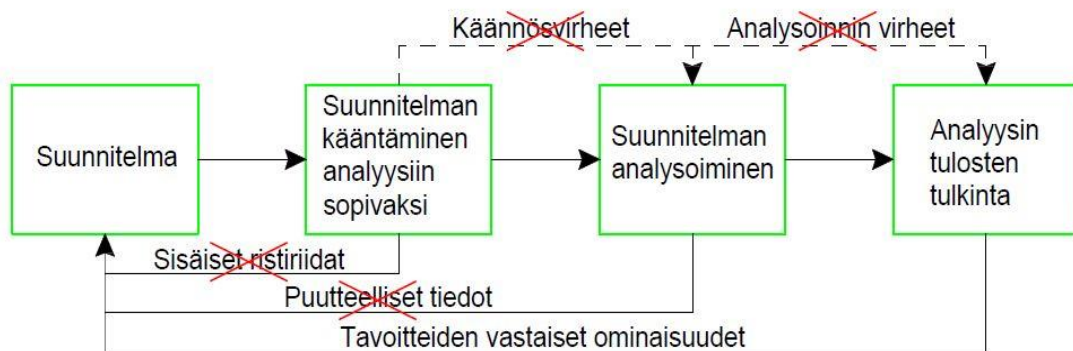 Käännösvirheet
Analysoinnin virheet
Suunnitelma
Suunnitelman
kääntäminen
analyysiin
sopivaksi
Suunnitelman
analysoiminen
Analyysin
tulosten
tulkinta
Sisäiset ristiriidat
Puutteelliset tiedot
Tavoitteiden vastaiset ominaisuudet